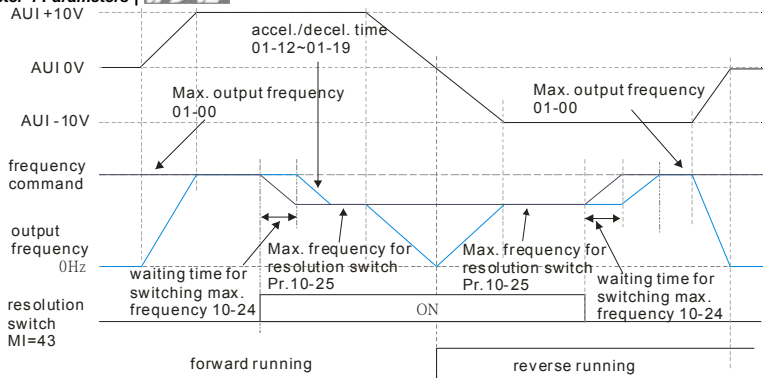 Parameters |
AUI +10V
accel./decel. time
01-12~01-19
AUI 0V
Max. output frequency
01-00
Max. output frequency
01-00
AUI -10V
frequency
command
output
frequency
0Hz
waiting time for
switching max.
frequency 10-24
Max. frequency for
resolution switch
Pr.10-25
Max. frequency for
resolution switch
Pr.10-25
waiting time for
switching max.
frequency 10-24
resolution
switch
MI=43
ON
forward running
reverse running